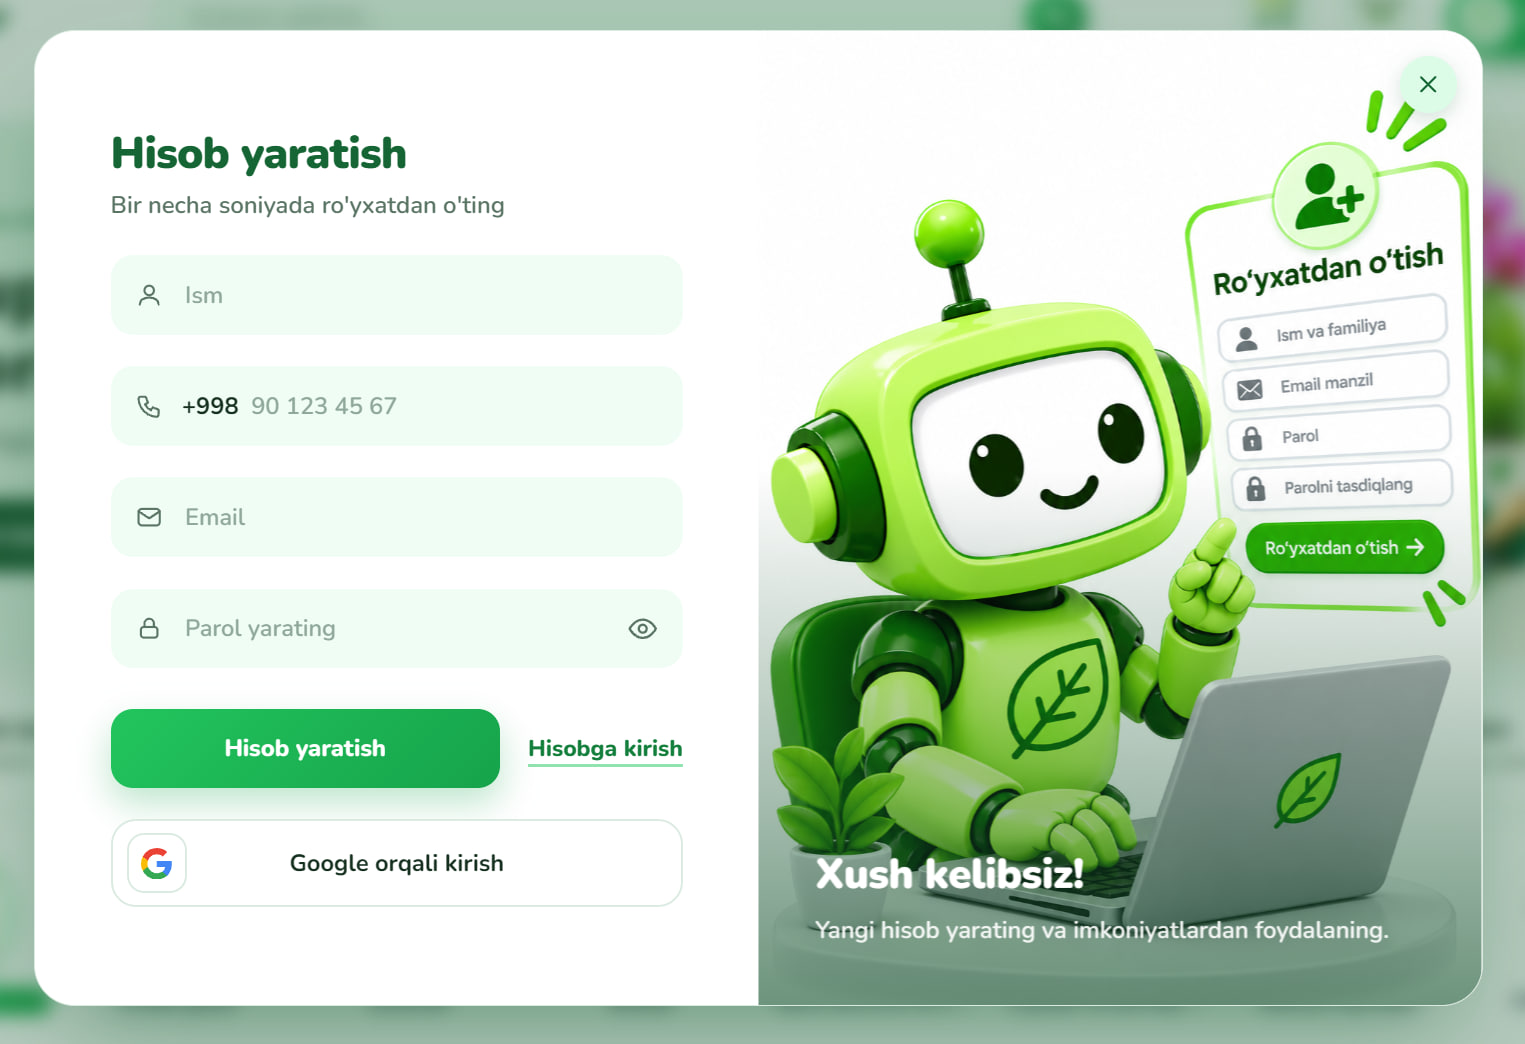 Hisob yaratish
Bir necha soniyada ro'yxatdan o'ting
Ism
+998 90 123 45 67
Email
Parol yarating
Hisob yaratish
Hisobga kirish
Google orqali kirish
Ro‘yxatdan o‘tish
Ism va familiya
Email manzil
Parol
Parolni tasdiqlang
Ro‘yxatdan o‘tish
Xush kelibsiz!
Yangi hisob yarating va imkoniyatlardan foydalaning.